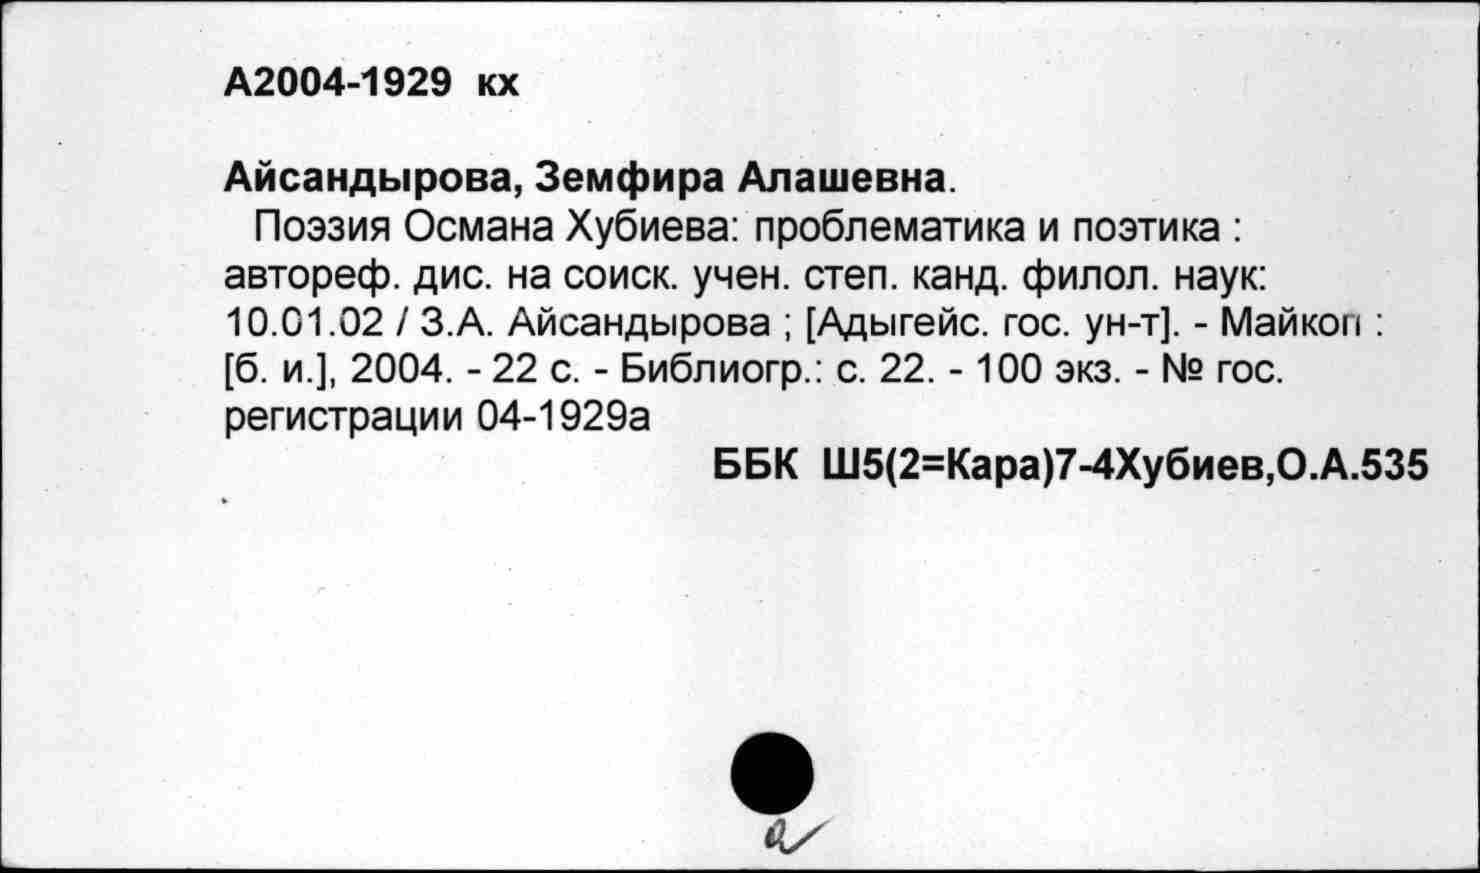 А2004-1929 кх
Айсандырова, Земфира Алашевна.
Поэзия Османа Хубиева: проблематика и поэтика :
автореф. дис. на соиск. учен. степ. канд. филол. наук:
10.01.02 / З.А. Айсандырова ; [Адыгейс. гос. ун-т]. - Майкоп :
[б. и.], 2004. - 22 с. - Библиогр.: с. 22. - 100 экз. - № гос.
регистрации 04-1929а
ББК Ш5(2=Кара)7-4Хубиев,О.А.535